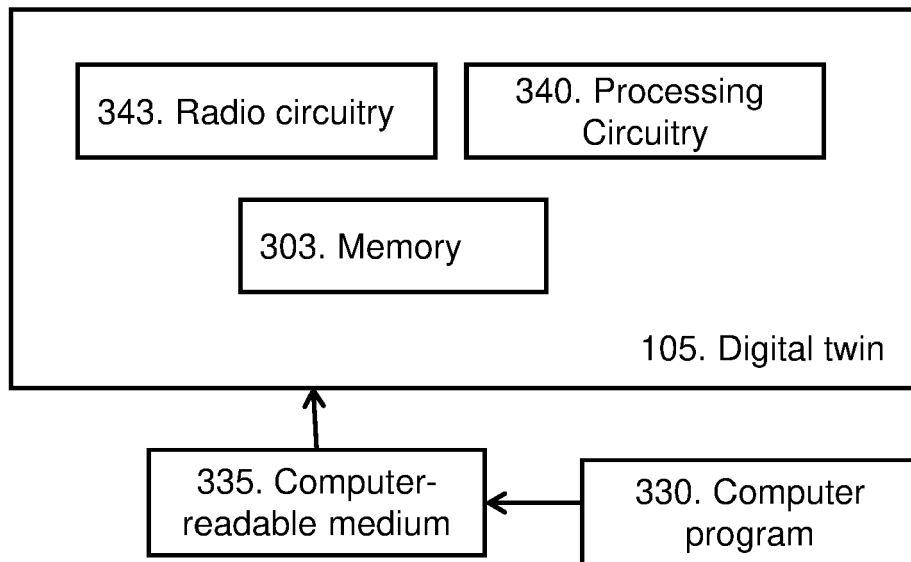 343. Radio circuitry
340. Processing
Circuitry
303. Memory
105. Digital twin
335. Computer-
readable medium
330. Computer
program